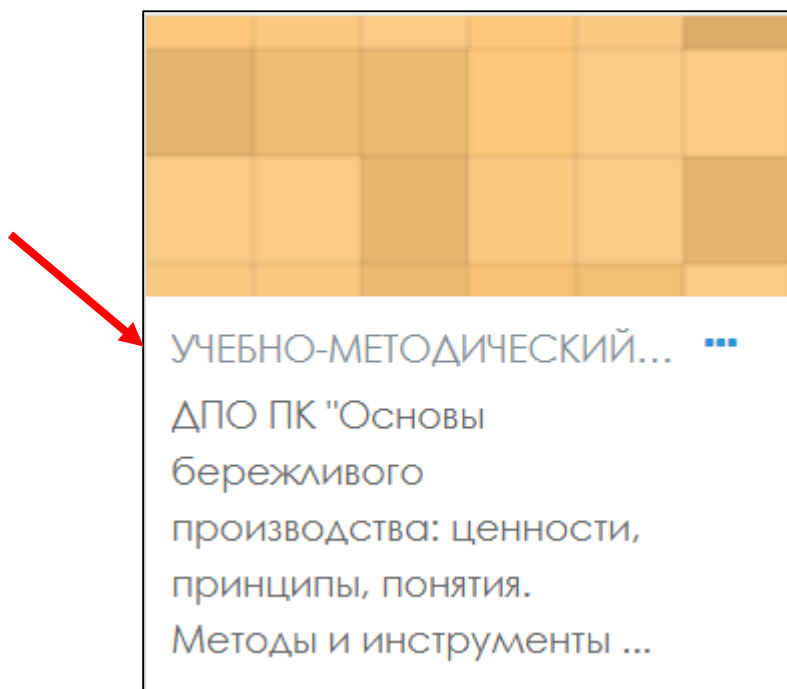 УЧЕБНО-МЕТОДИЧЕСКИЙ...
ДПО ПК "Основы
бережливого
производства: ценности,
принципы, понятия.
Методы и инструменты ...